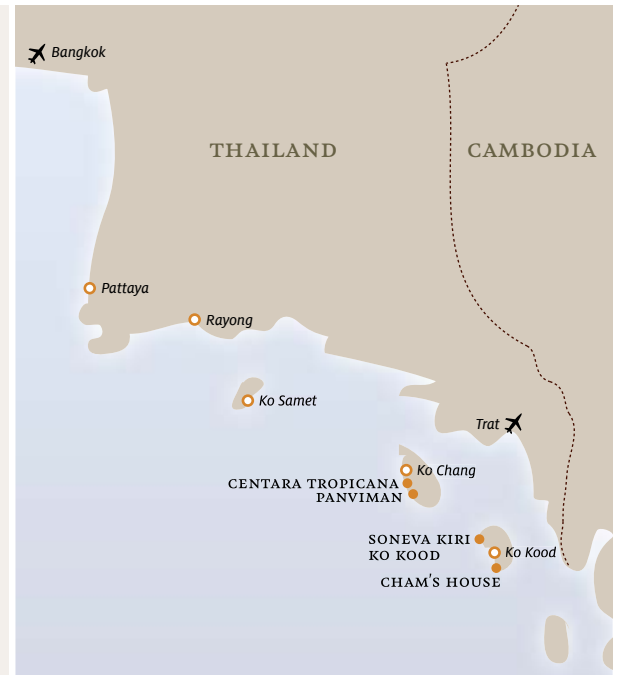 Bangkok
THAILAND
CAMBODIA
Pattaya
Rayong
Ko Samet
Trat
Ko Chang
CENTARA TROPICANA
PANVIMAN
SONEVA KIRI
KO KOOD
Ko Kood
CHAM'S HOUSE